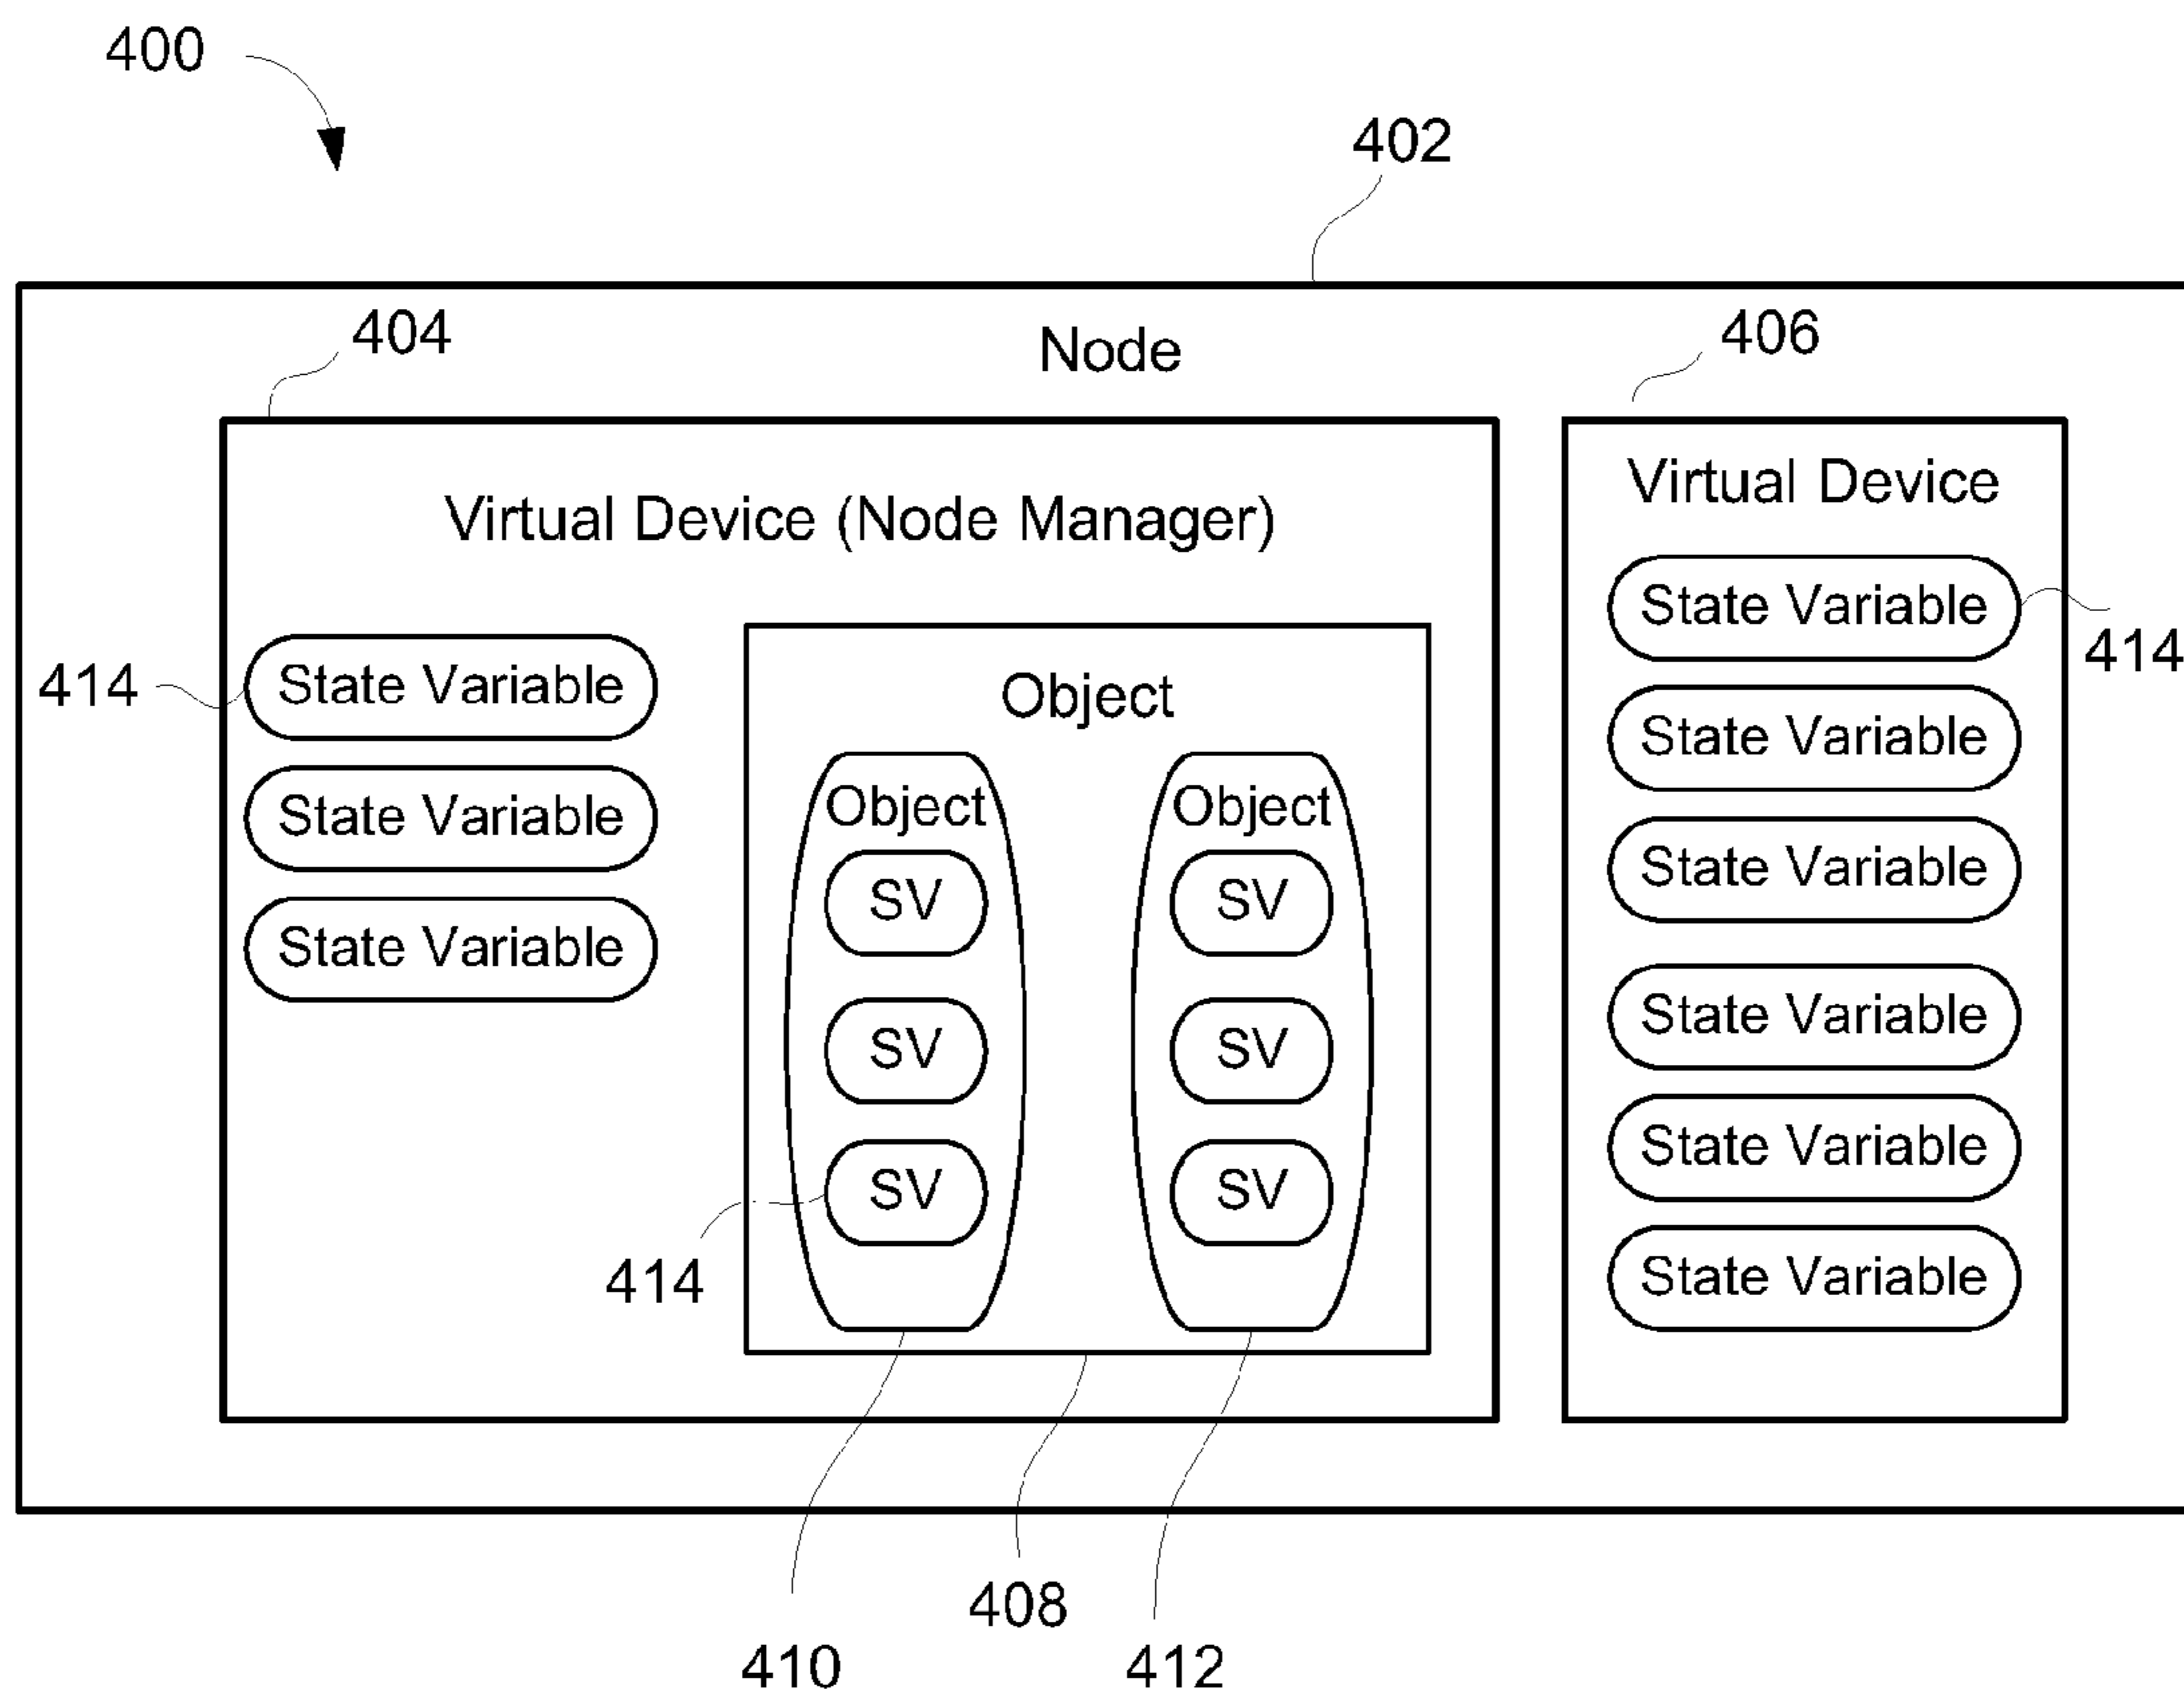 400
402
Node
404
406
Virtual Device (Node Manager)
414
State Variable
State Variable
State Variable
Object
Object
SV
SV
SV
414
Object
SV
SV
SV
Virtual Device
State Variable
414
State Variable
State Variable
State Variable
State Variable
State Variable
408
410
412